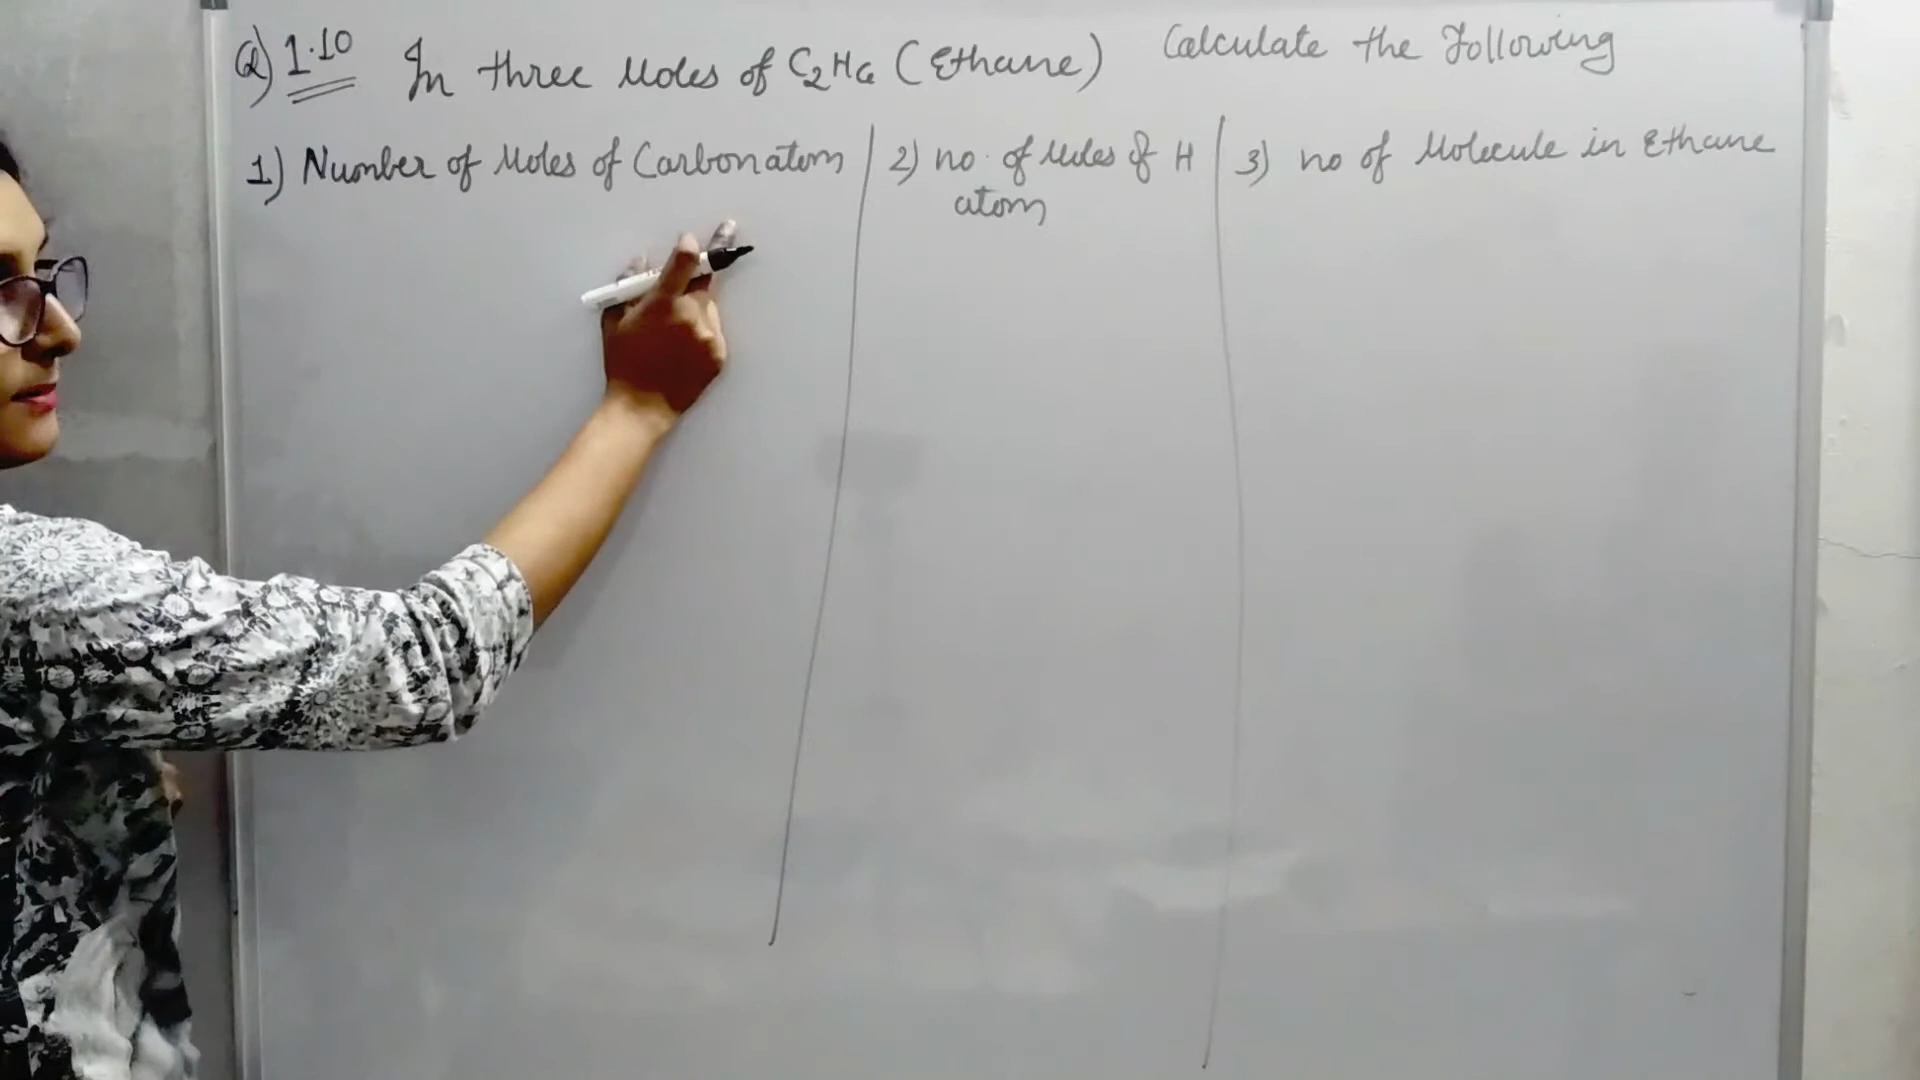 Q) 1.10 In three Moles of C₂H₆ (Ethane) Calculate the Following
1) Number of Moles of Carbon atom
2) no. of Moles of H
atom
3) no of Molecule in Ethane